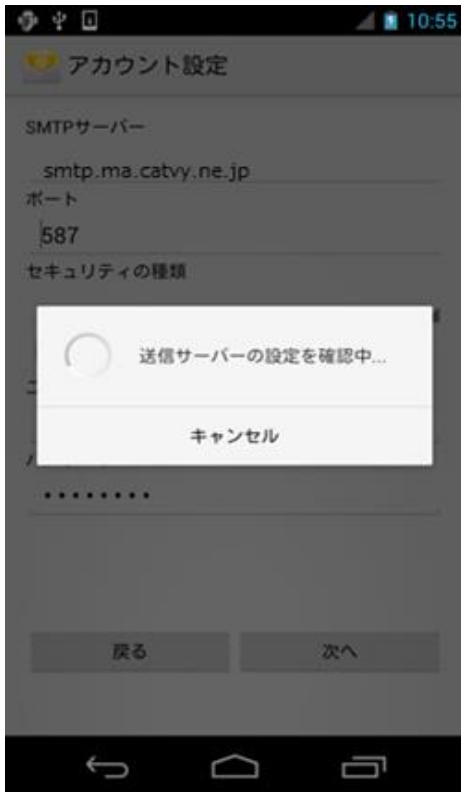 10:55
アカウント設定
SMTPサーバー
smtp.ma.catvy.ne.jp
ポート
587
セキュリティの種類
送信サーバーの設定を確認中...
キャンセル
••••••••
戻る
次へ